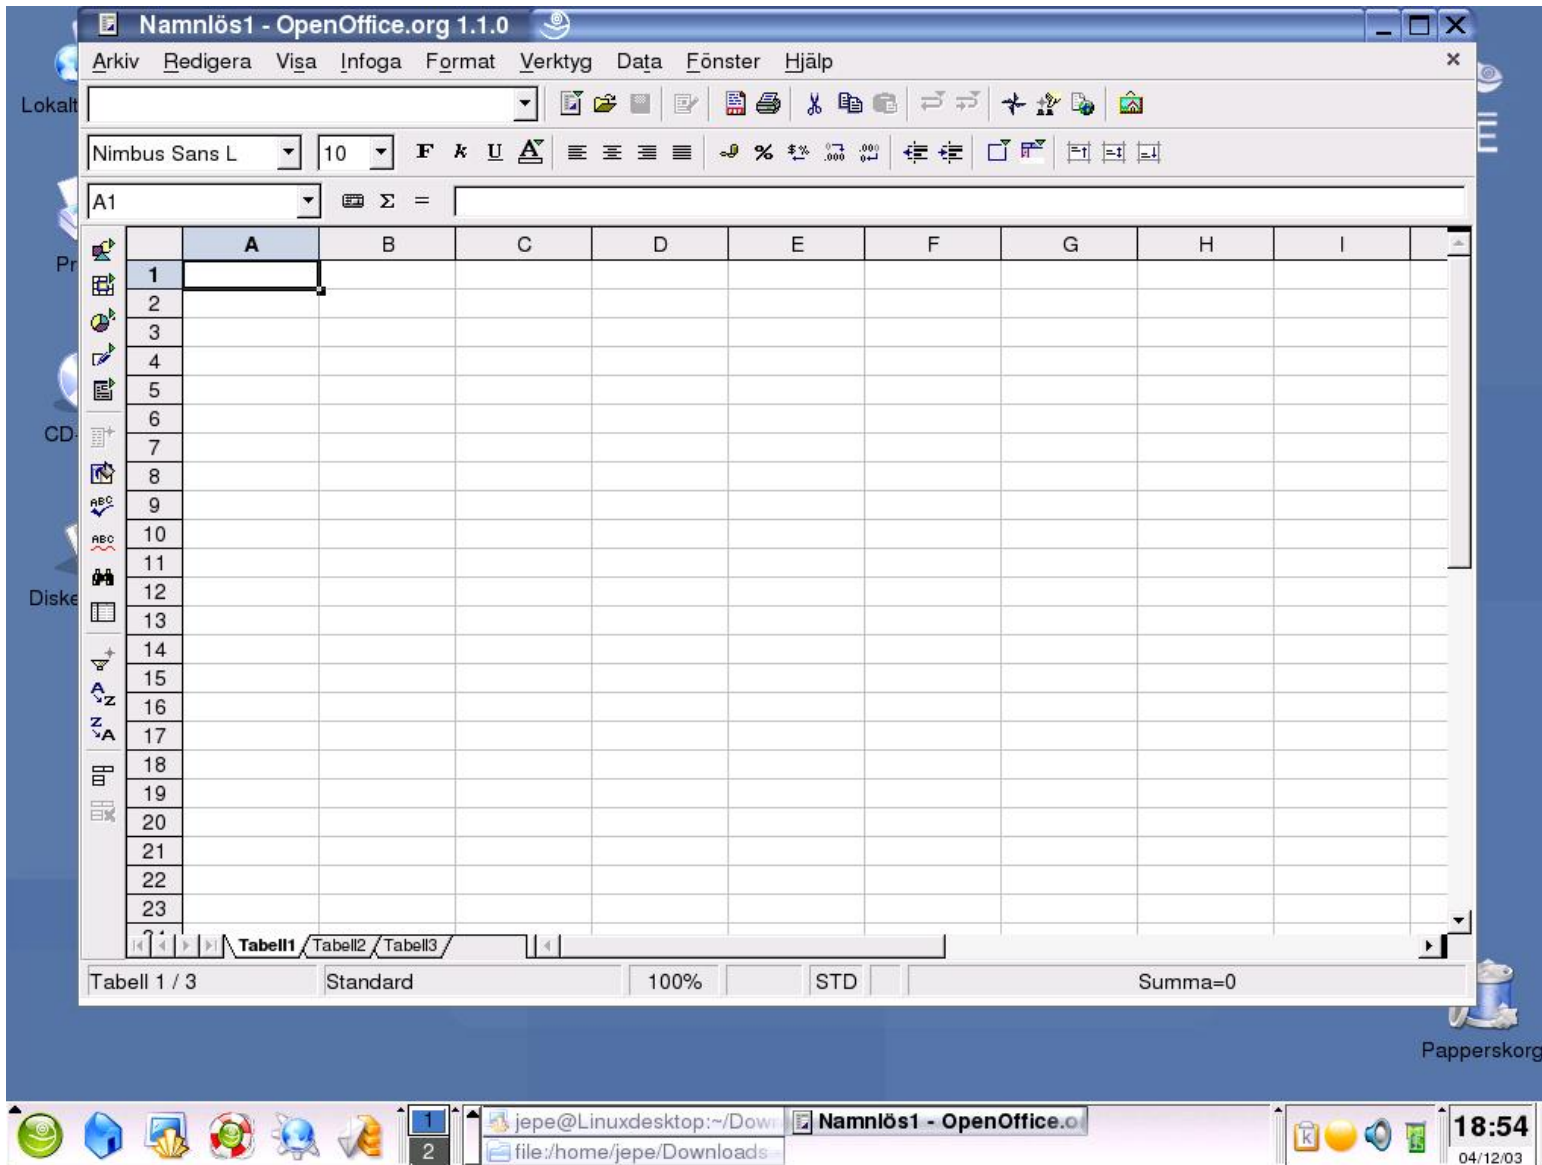 Namnlös1 - OpenOffice.org 1.1.0
Arkiv Redigera Visa Infoga Format Verktyg Data Fönster Hjälp
Lokalt
Nimbus Sans L 10 F k U A
A1 Σ =
A B C D E F G H I
Pr
1
2
3
4
5
6
CD-
7
8
ABC 9
ABC 10
11
12
Diske
13
14
15
A Z 16
Z A 17
18
19
20
21
22
23
Tabell1 Tabell2 Tabell3
Tabell 1 / 3 Standard 100% STD Summa=0
Papperskorg
1 jepe@Linuxdesktop:~/Dow Namnlös1 - OpenOffice.o 18:54
2 file:/home/jepe/Downloads 04/12/03